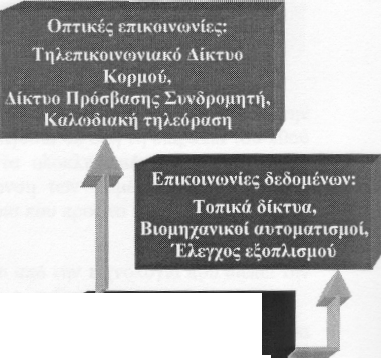 Οπτικές επικοινωνίες:
Τηλεπικοινωνιακό Δίκτυο
Κορμού,
Δίκτυο Πρόσβασης Συνδρομητή,
Καλωδιακή τηλεόραση
Επικοινωνίες δεδομένων:
Τοπικά δίκτυα,
Βιομηχανικοί αυτοματισμοί,
Έλεγχος εξοπλισμού